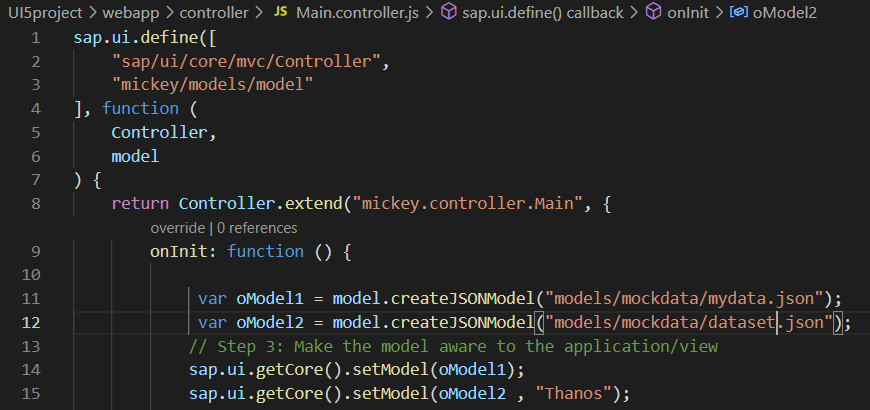 UI5project > webapp > controller > JS Main.controller.js > sap.ui.define() callback > onInit > oModel2
1 sap.ui.define([
2 "sap/ui/core/mvc/Controller",
3 "mickey/models/model"
4 ], function (
5 Controller,
6 model
7 ) {
8 return Controller.extend("mickey.controller.Main", {
override | 0 references
9 onInit: function () {
10
11 var oModel1 = model.createJSONModel("models/mockdata/mydata.json");
12 var oModel2 = model.createJSONModel("models/mockdata/dataset.json");
13 // Step 3: Make the model aware to the application/view
14 sap.ui.getCore().setModel(oModel1);
15 sap.ui.getCore().setModel(oModel2 , "Thanos");